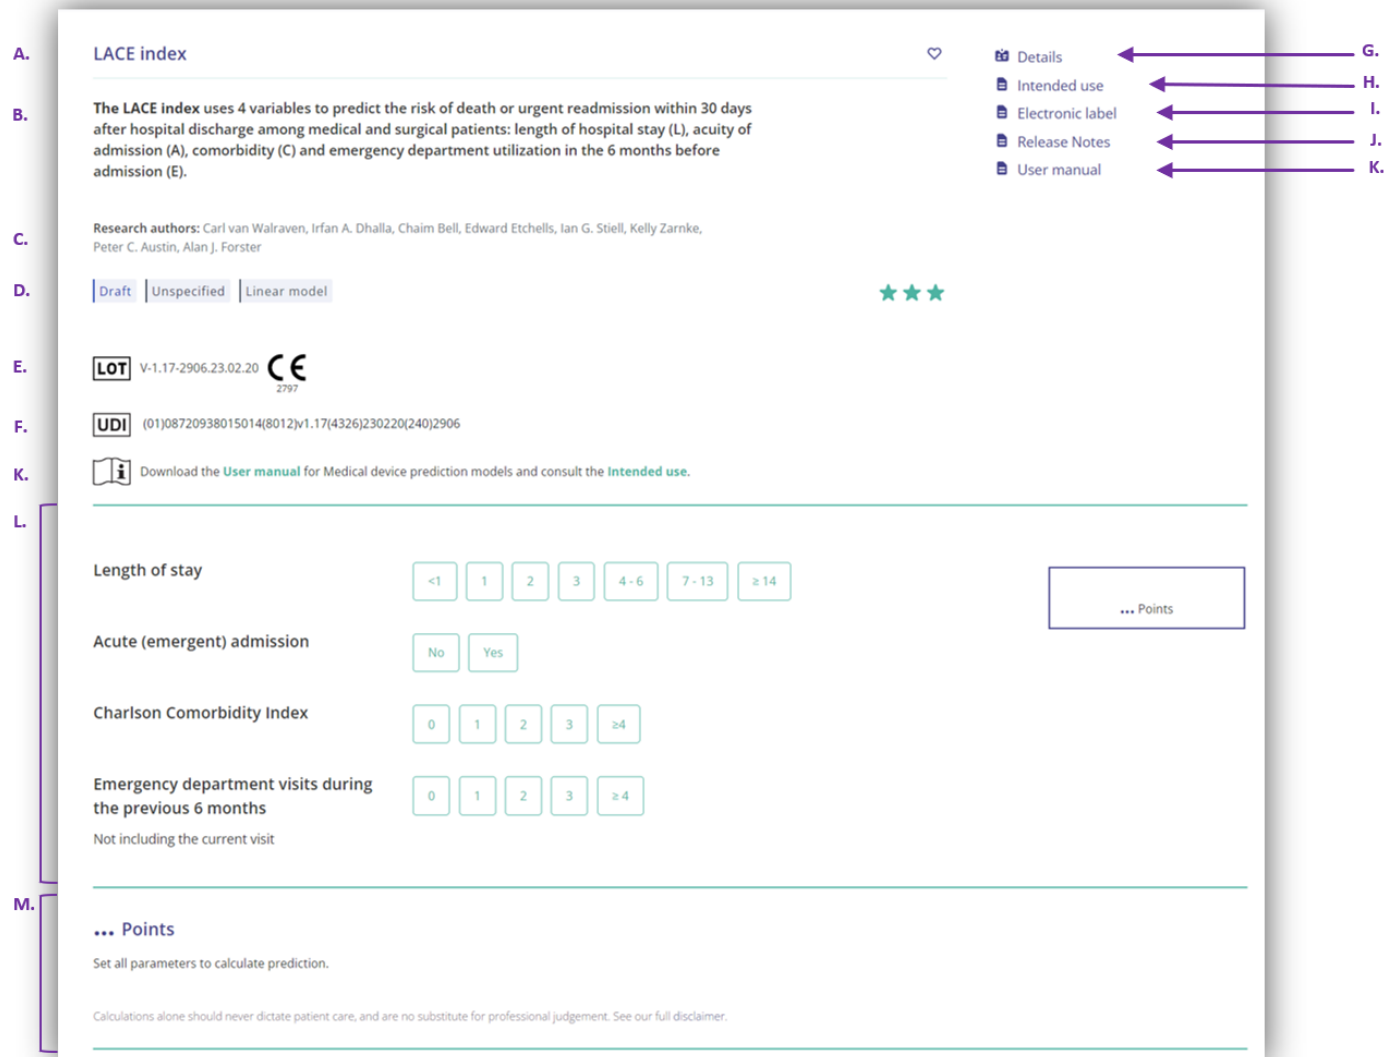 A.
LACE index
Details
G.
Intended use
H.
B.
The LACE index uses 4 variables to predict the risk of death or urgent readmission within 30 days
after hospital discharge among medical and surgical patients: length of hospital stay (L), acuity of
admission (A), comorbidity (C) and emergency department utilization in the 6 months before
admission (E).
Electronic label
I.
Release Notes
J.
User manual
K.
C.
Research authors: Carl van Walraven, Irfan A. Dhalla, Chaim Bell, Edward Etchells, Ian G. Stiell, Kelly Zarnke,
Peter C. Austin, Alan J. Forster
D.
Draft Unspecified Linear model
E.
LOT V-1.17-2906.23.02.20 CE
2797
F.
UDI (01)08720938015014(8012)v1.17(4326)230220(240)2906
K.
i Download the User manual for Medical device prediction models and consult the Intended use.
L.
Length of stay
<1 1 2 3 4 - 6 7 - 13 ≥ 14
... Points
Acute (emergent) admission
No Yes
Charlson Comorbidity Index
0 1 2 3 ≥4
Emergency department visits during
the previous 6 months
0 1 2 3 ≥ 4
Not including the current visit
M.
... Points
Set all parameters to calculate prediction.
Calculations alone should never dictate patient care, and are no substitute for professional judgement. See our full disclaimer.